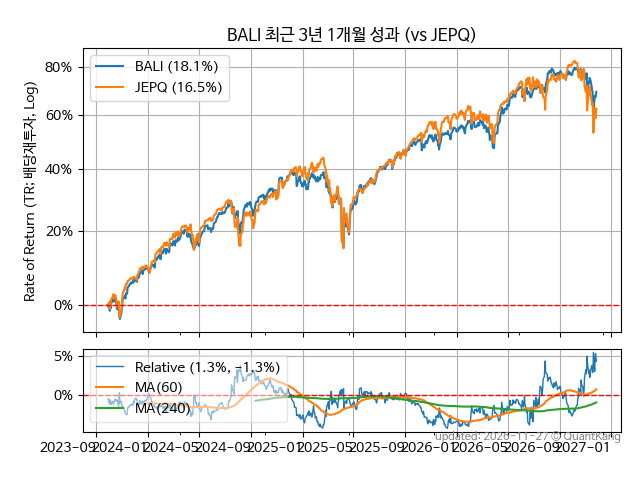 BALI 최근 3년 1개월 성과 (vs JEPQ)
Rate of Return (TR: 배당재투자, Log)
80%
60%
40%
20%
0%
BALI (18.1%)
JEPQ (16.5%)
5%
0%
Relative (1.3%, -1.3%)
MA(60)
MA(240)
updated: 2026-11-27 © QuantKang
2023-09
2024-01
2024-05
2024-09
2025-01
2025-05
2025-09
2026-01
2026-05
2026-09
2027-01